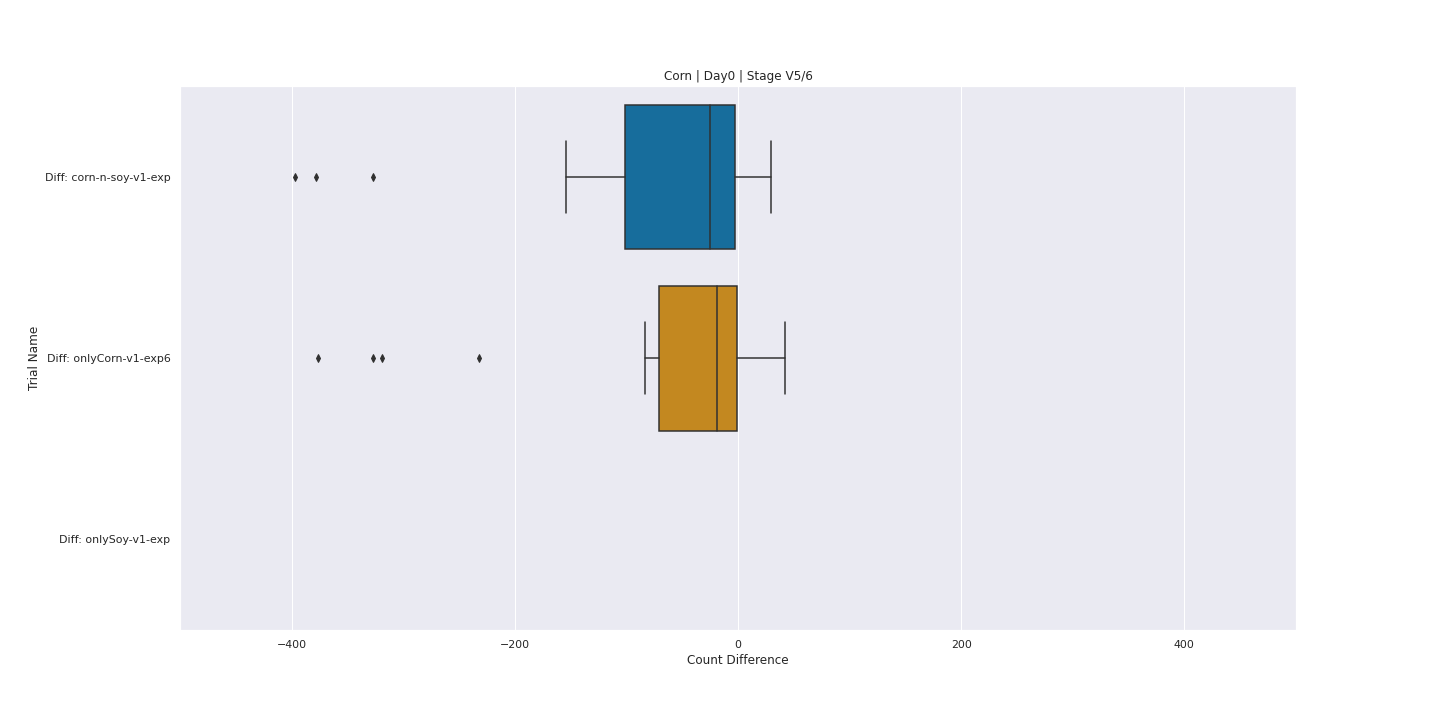 Corn | Day0 | Stage V5/6
Trial Name
Diff: corn-n-soy-v1-exp
Diff: onlyCorn-v1-exp6
Diff: onlySoy-v1-exp
−400
−200
0
200
400
Count Difference